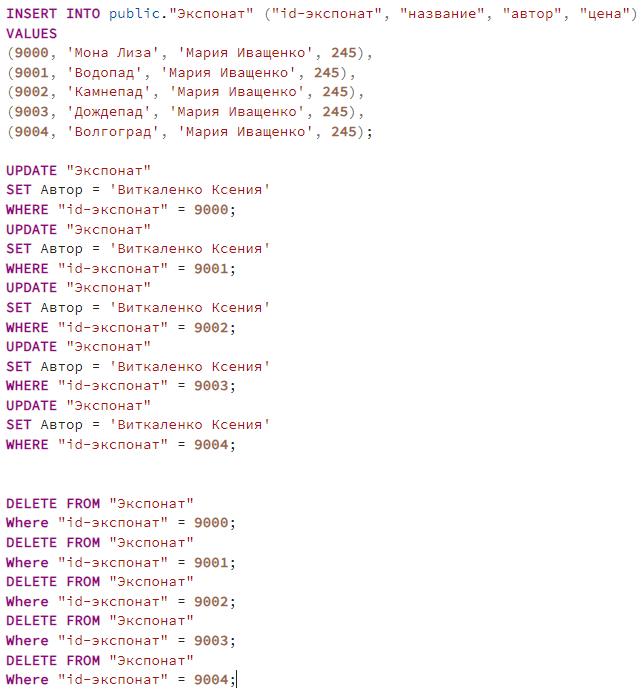 INSERT INTO public."Экспонат" ("id-экспонат", "название", "автор", "цена")
VALUES
(9000, 'Мона Лиза', 'Мария Иващенко', 245),
(9001, 'Водопад', 'Мария Иващенко', 245),
(9002, 'Камнепад', 'Мария Иващенко', 245),
(9003, 'Дождепад', 'Мария Иващенко', 245),
(9004, 'Волгоград', 'Мария Иващенко', 245);
UPDATE "Экспонат"
SET Автор = 'Виткаленко Ксения'
WHERE "id-экспонат" = 9000;
UPDATE "Экспонат"
SET Автор = 'Виткаленко Ксения'
WHERE "id-экспонат" = 9001;
UPDATE "Экспонат"
SET Автор = 'Виткаленко Ксения'
WHERE "id-экспонат" = 9002;
UPDATE "Экспонат"
SET Автор = 'Виткаленко Ксения'
WHERE "id-экспонат" = 9003;
UPDATE "Экспонат"
SET Автор = 'Виткаленко Ксения'
WHERE "id-экспонат" = 9004;
DELETE FROM "Экспонат"
Where "id-экспонат" = 9000;
DELETE FROM "Экспонат"
Where "id-экспонат" = 9001;
DELETE FROM "Экспонат"
Where "id-экспонат" = 9002;
DELETE FROM "Экспонат"
Where "id-экспонат" = 9003;
DELETE FROM "Экспонат"
Where "id-экспонат" = 9004;